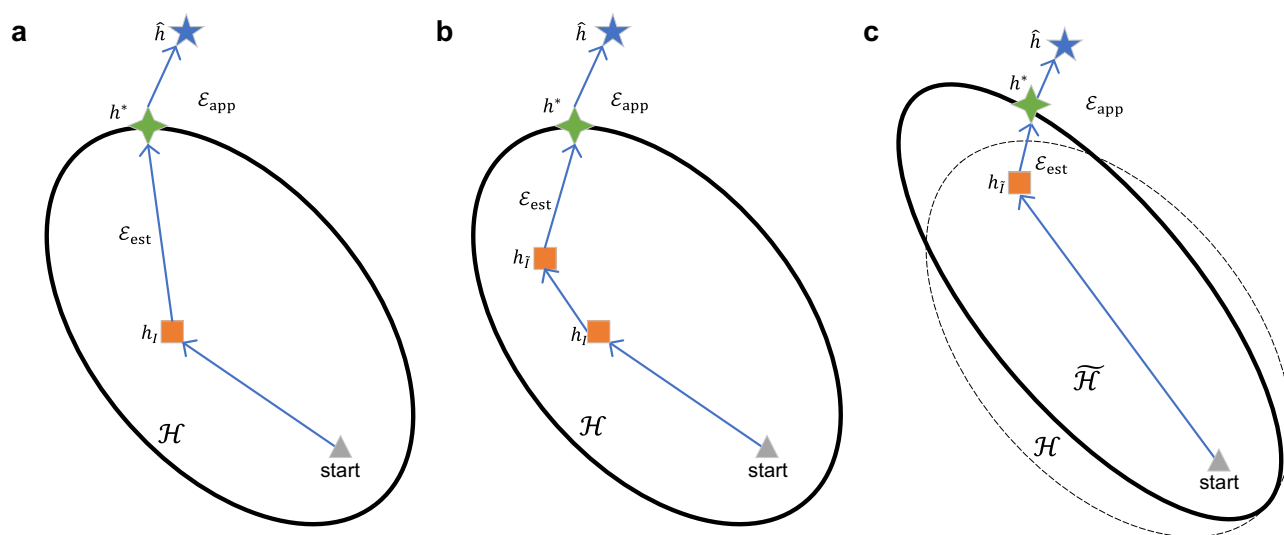 a
ĥ
h*
ℰapp
ℰest
hI
ℋ
start
b
ĥ
h*
ℰapp
ℰest
hĨ
hI
ℋ
start
c
ĥ
h*
ℰapp
ℰest
hĨ
ℋ̃
ℋ
start